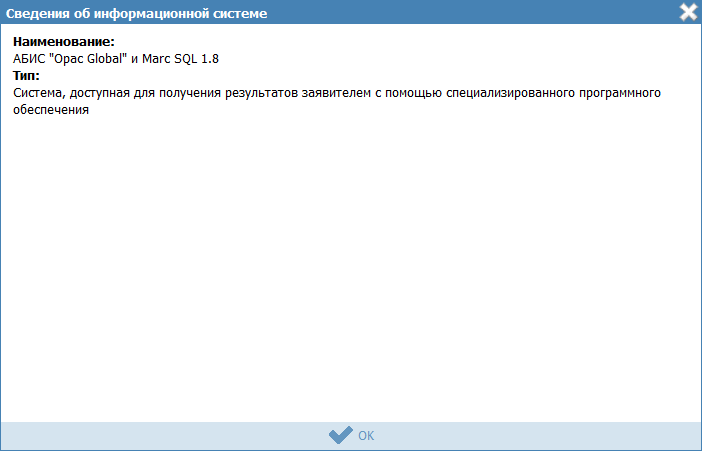 Сведения об информационной системе
Наименование:
АБИС "Opac Global" и Marc SQL 1.8
Тип:
Система, доступная для получения результатов заявителем с помощью специализированного программного
обеспечения
ОК